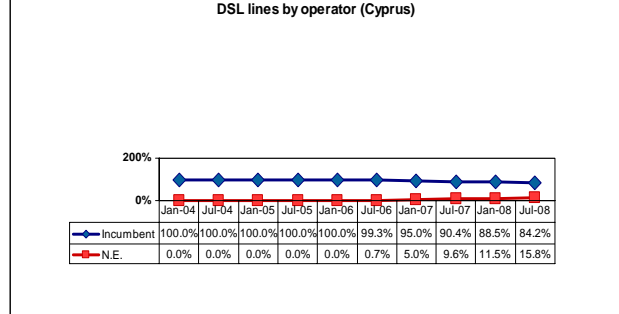 DSL lines by operator (Cyprus)
200%
0%
Jan-04 Jul-04 Jan-05 Jul-05 Jan-06 Jul-06 Jan-07 Jul-07 Jan-08 Jul-08
Incumbent 100.0% 100.0% 100.0% 100.0% 100.0% 99.3% 95.0% 90.4% 88.5% 84.2%
N.E. 0.0% 0.0% 0.0% 0.0% 0.0% 0.7% 5.0% 9.6% 11.5% 15.8%